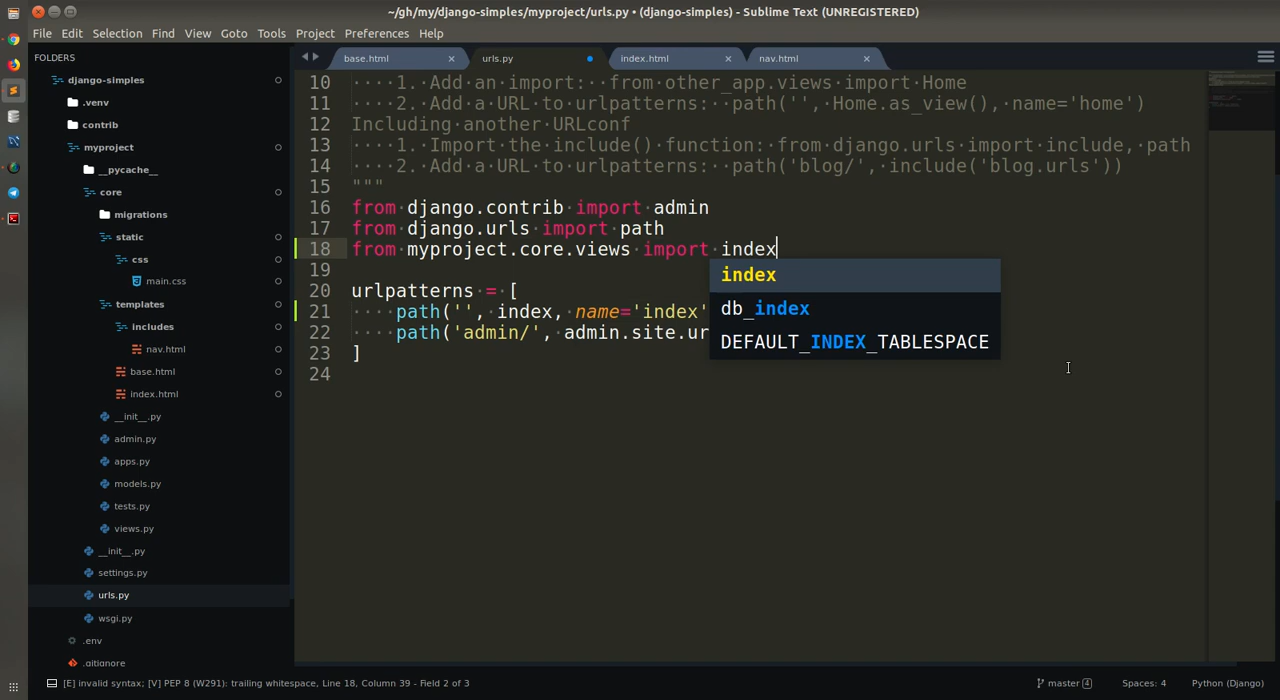 ~/gh/my/django-simples/myproject/urls.py • (django-simples) - Sublime Text (UNREGISTERED)
File Edit Selection Find View Goto Tools Project Preferences Help
FOLDERS
django-simples
.venv
contrib
myproject
__pycache__
core
migrations
static
css
main.css
templates
includes
nav.html
base.html
index.html
__init__.py
admin.py
apps.py
models.py
tests.py
views.py
__init__.py
settings.py
urls.py
wsgi.py
.env
.gitignore
base.html urls.py index.html nav.html
10 ····1.·Add·an·import:··from·other_app.views·import·Home
11 ····2.·Add·a·URL·to·urlpatterns:··path('',·Home.as_view(),·name='home')
12 Including·another·URLconf
13 ····1.·Import·the·include()·function:·from·django.urls·import·include,·path
14 ····2.·Add·a·URL·to·urlpatterns:··path('blog/',·include('blog.urls'))
15 """
16 from·django.contrib·import·admin
17 from·django.urls·import·path
18 from·myproject.core.views·import·index
19
20 urlpatterns·=·[
21 ····path('',·index,·name='index'
22 ····path('admin/',·admin.site.ur
23 ]
24
index
db_index
DEFAULT_INDEX_TABLESPACE
[E] invalid syntax; [V] PEP 8 (W291): trailing whitespace, Line 18, Column 39 - Field 2 of 3
master 4
Spaces: 4
Python (Django)